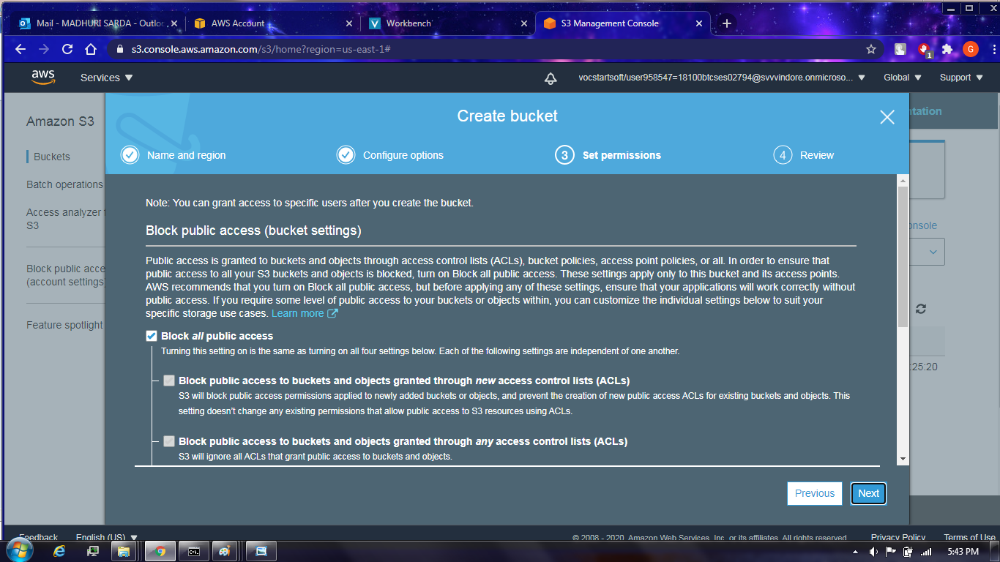 Mail - MADHURI SARDA - Outloc
AWS Account
Workbench
S3 Management Console
s3.console.aws.amazon.com/s3/home?region=us-east-1#
1
G
aws
Services
vocstartsoft/user958547=18100btcses02794@svvvindore.onmicroso...
Global
Support
Amazon S3
Buckets
Batch operations
Access analyzer
S3
Block public acce
(account settings
Feature spotlight
Create bucket
Name and region
Configure options
3 Set permissions
4 Review
Note: You can grant access to specific users after you create the bucket.
Block public access (bucket settings)
Public access is granted to buckets and objects through access control lists (ACLs), bucket policies, access point policies, or all. In order to ensure that
public access to all your S3 buckets and objects is blocked, turn on Block all public access. These settings apply only to this bucket and its access points.
AWS recommends that you turn on Block all public access, but before applying any of these settings, ensure that your applications will work correctly without
public access. If you require some level of public access to your buckets or objects within, you can customize the individual settings below to suit your
specific storage use cases. Learn more
Block all public access
Turning this setting on is the same as turning on all four settings below. Each of the following settings are independent of one another.
Block public access to buckets and objects granted through new access control lists (ACLs)
S3 will block public access permissions applied to newly added buckets or objects, and prevent the creation of new public access ACLs for existing buckets and objects. This
setting doesn't change any existing permissions that allow public access to S3 resources using ACLs.
Block public access to buckets and objects granted through any access control lists (ACLs)
S3 will ignore all ACLs that grant public access to buckets and objects.
Previous
Next
ntation
onsole
:25:20
Feedback
English (US)
© 2008 - 2020, Amazon Web Services, Inc. or its affiliates. All rights reserved.
Privacy Policy
Terms of Use
C:\.
5:43 PM